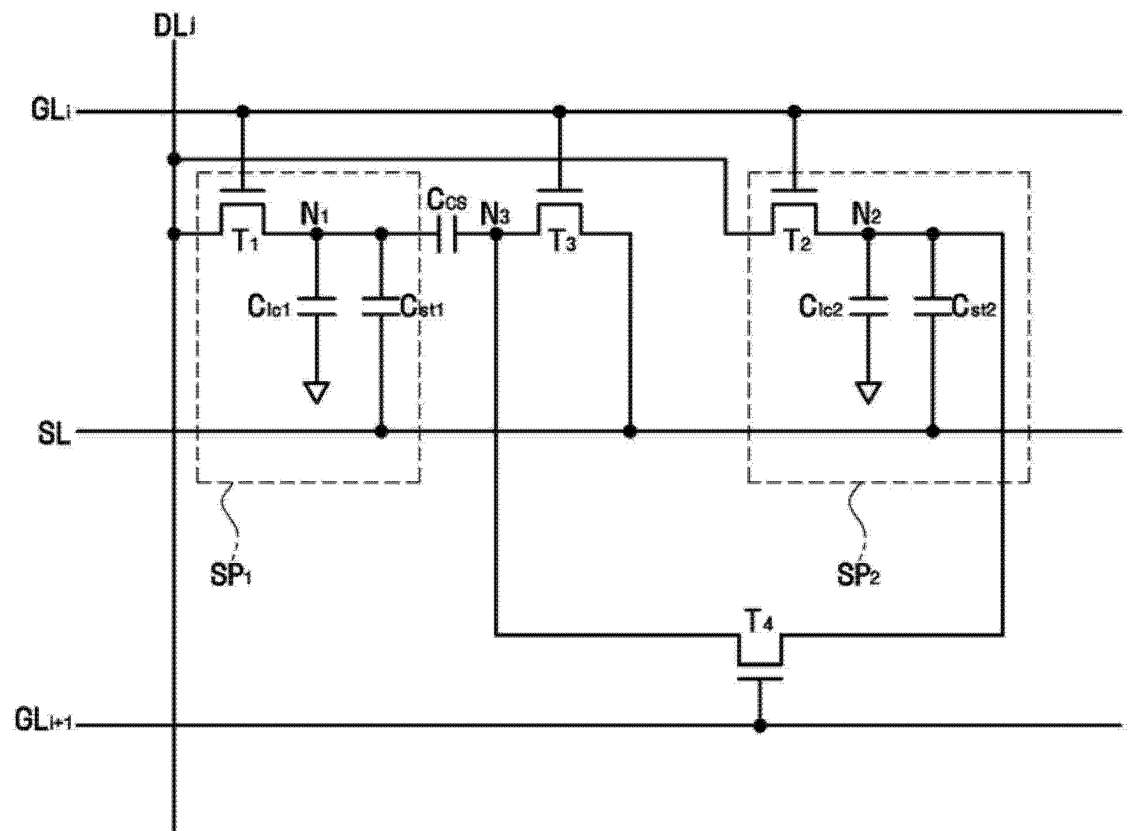 DLj
GLi
CCS
N1
N3
N2
T1
T3
T2
Clc1
Cst1
Clc2
Cst2
SL
SP1
SP2
T4
GLi+1